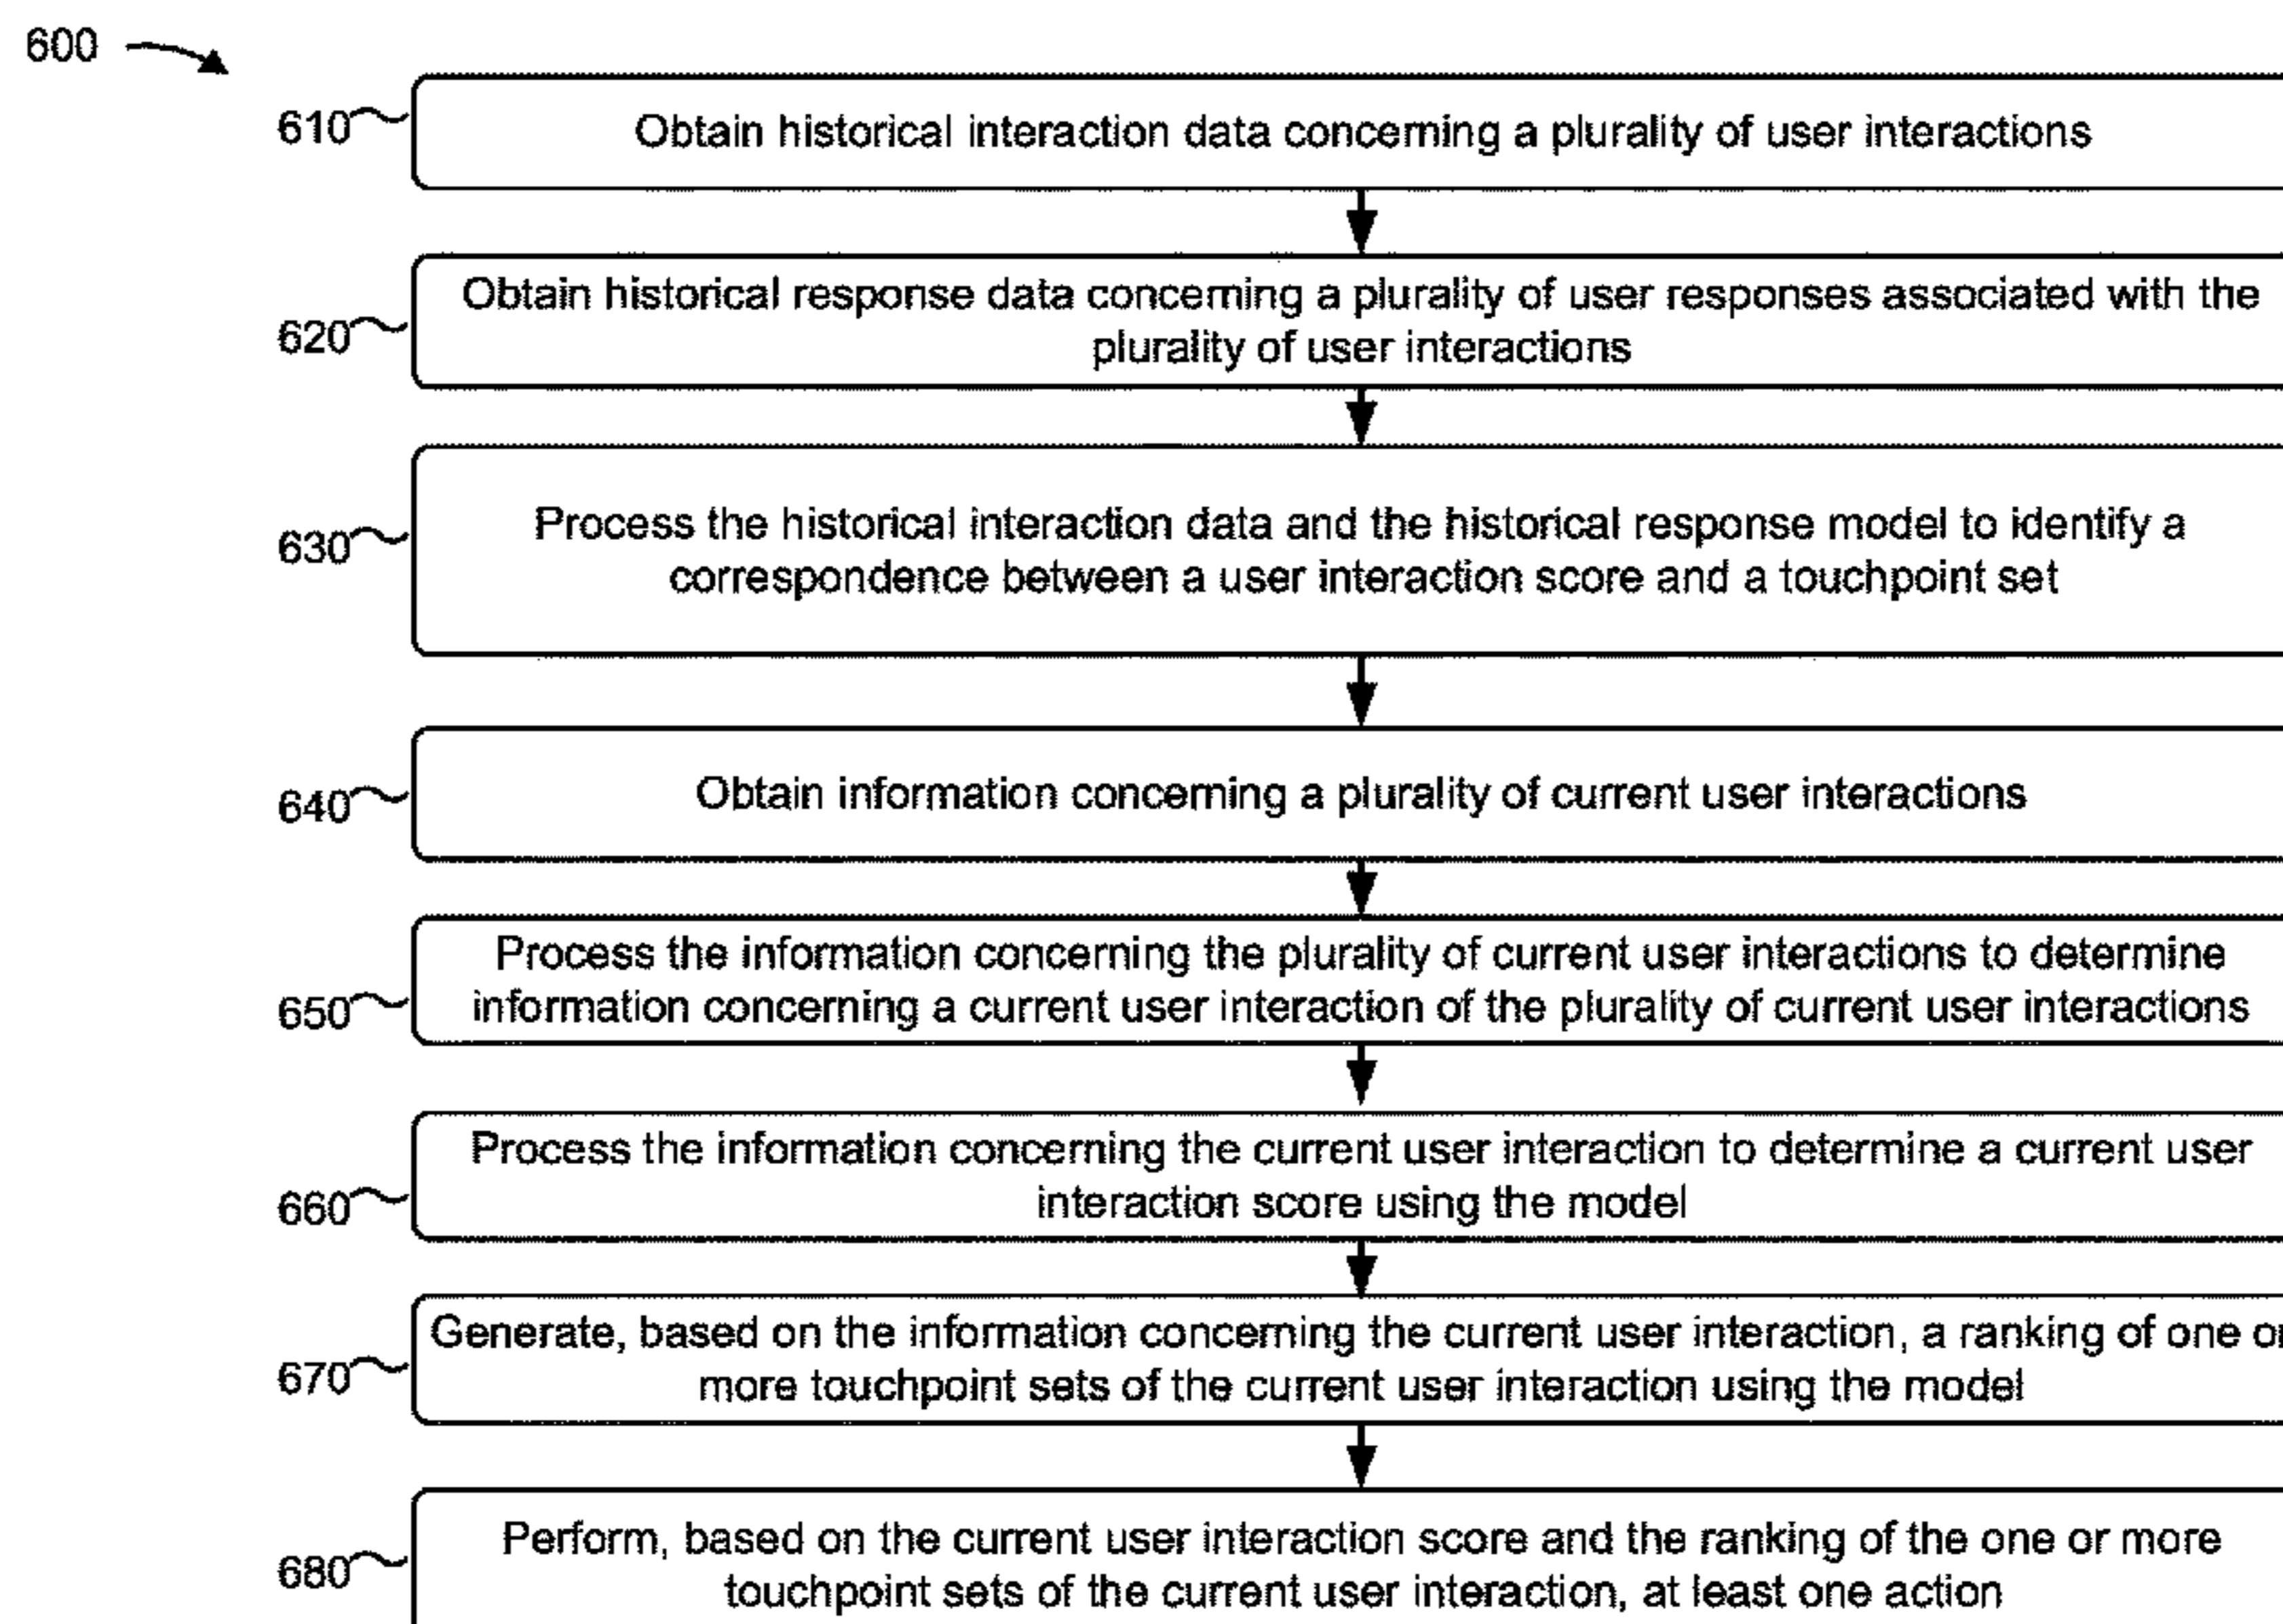 600
610
Obtain historical interaction data concerning a plurality of user interactions
620
Obtain historical response data concerning a plurality of user responses associated with the
plurality of user interactions
630
Process the historical interaction data and the historical response model to identify a
correspondence between a user interaction score and a touchpoint set
640
Obtain information concerning a plurality of current user interactions
650
Process the information concerning the plurality of current user interactions to determine
information concerning a current user interaction of the plurality of current user interactions
660
Process the information concerning the current user interaction to determine a current user
interaction score using the model
670
Generate, based on the information concerning the current user interaction, a ranking of one or
more touchpoint sets of the current user interaction using the model
680
Perform, based on the current user interaction score and the ranking of the one or more
touchpoint sets of the current user interaction, at least one action